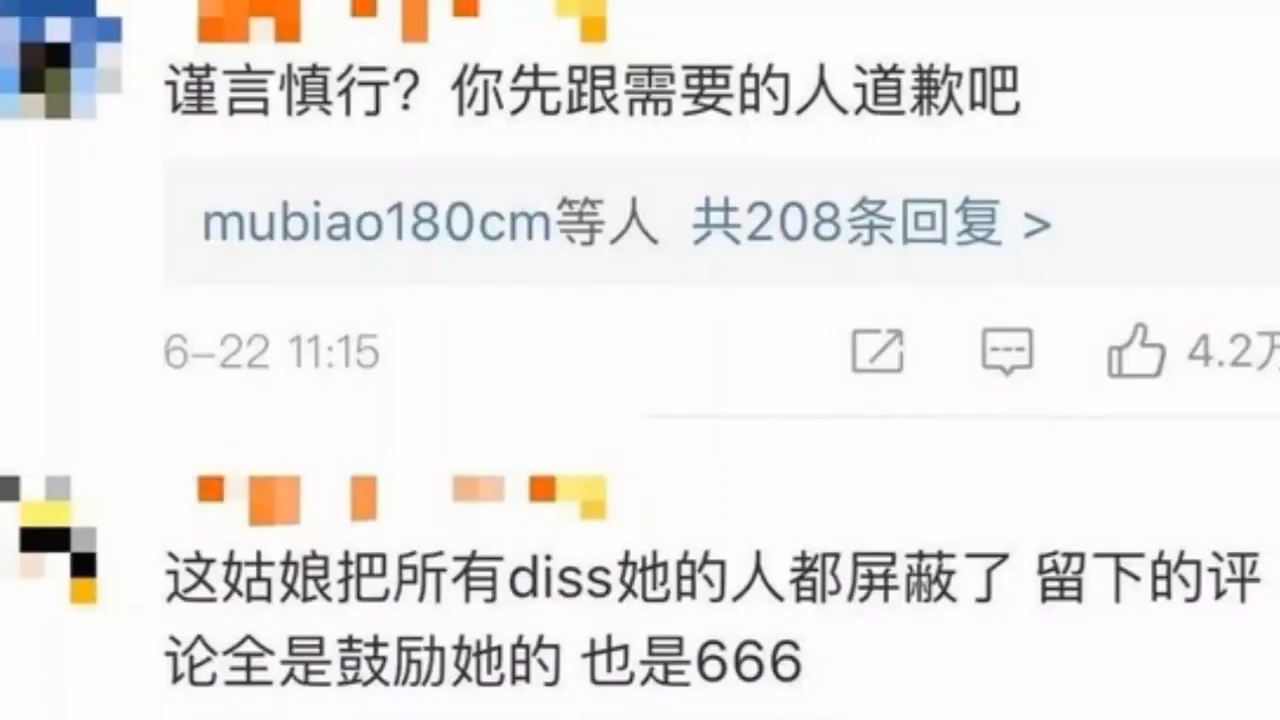 谨言慎行？你先跟需要的人道歉吧
mubiao180cm等人 共208条回复 >
6-22 11:15
4.2万
这姑娘把所有diss她的人都屏蔽了 留下的评
论全是鼓励她的 也是666